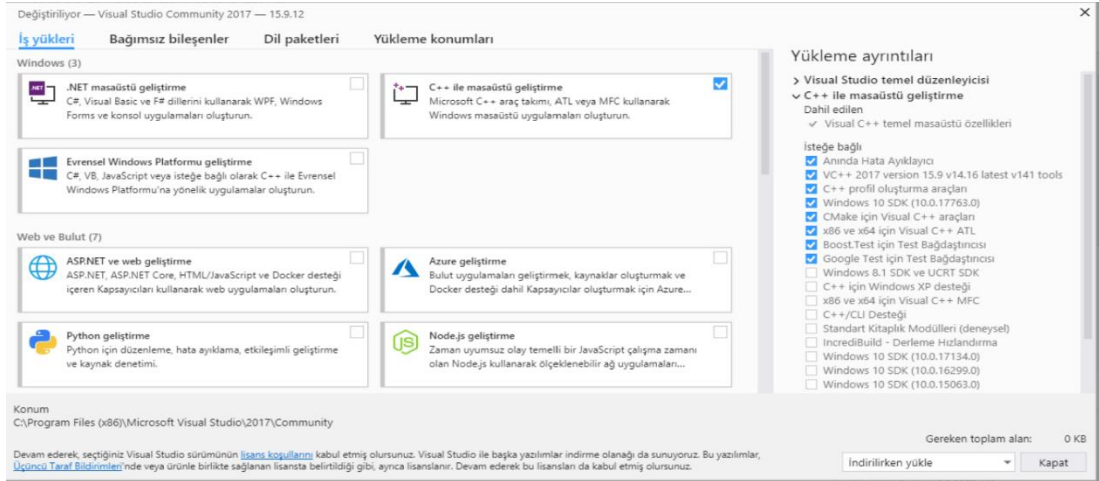 Değiştiriliyor — Visual Studio Community 2017 — 15.9.12
İş yükleri Bağımsız bileşenler Dil paketleri Yükleme konumları
Windows (3)
.NET masaüstü geliştirme
C#, Visual Basic ve F# dillerini kullanarak WPF, Windows
Forms ve konsol uygulamaları oluşturun.
C++ ile masaüstü geliştirme
Microsoft C++ araç takımı, ATL veya MFC kullanarak
Windows masaüstü uygulamaları oluşturun.
Evrensel Windows Platformu geliştirme
C#, VB, JavaScript veya isteğe bağlı olarak C++ ile Evrensel
Windows Platformu'na yönelik uygulamalar oluşturun.
Web ve Bulut (7)
ASP.NET ve web geliştirme
ASP.NET, ASP.NET Core, HTML/JavaScript ve Docker desteği
içeren Kapsayıcıları kullanarak web uygulamaları oluşturun.
Azure geliştirme
Bulut uygulamaları geliştirmek, kaynaklar oluşturmak ve
Docker desteği dahil Kapsayıcılar oluşturmak için Azure...
Python geliştirme
Python için düzenleme, hata ayıklama, etkileşimli geliştirme
ve kaynak denetimi.
Node.js geliştirme
Zaman uyumsuz olay temelli bir JavaScript çalışma zamanı
olan Node.js kullanarak ölçeklenebilir ağ uygulamaları...
Yükleme ayrıntıları
Visual Studio temel düzenleyicisi
C++ ile masaüstü geliştirme
Dahil edilen
Visual C++ temel masaüstü özellikleri
İsteğe bağlı
Anında Hata Ayıklayıcı
VC++ 2017 version 15.9 v14.16 latest v141 tools
C++ profil oluşturma araçları
Windows 10 SDK (10.0.17763.0)
CMake için Visual C++ araçları
x86 ve x64 için Visual C++ ATL
Boost.Test için Test Bağdaştırıcısı
Google Test için Test Bağdaştırıcısı
Windows 8.1 SDK ve UCRT SDK
C++ için Windows XP desteği
x86 ve x64 için Visual C++ MFC
C++/CLI Desteği
Standart Kitaplık Modülleri (deneysel)
IncrediBuild - Derleme Hızlandırma
Windows 10 SDK (10.0.17134.0)
Windows 10 SDK (10.0.16299.0)
Windows 10 SDK (10.0.15063.0)
Konum
C:\Program Files (x86)\Microsoft Visual Studio\2017\Community
Gereken toplam alan: 0 KB
Devam ederek, seçtiğiniz Visual Studio sürümünün lisans koşullarını kabul etmiş olursunuz. Visual Studio ile başka yazılımlar indirme olanağı da sunuyoruz. Bu yazılımlar,
Üçüncü Taraf Bildirimleri'nde veya ürünle birlikte sağlanan lisansta belirtildiği gibi, ayrıca lisanslanır. Devam ederek bu lisansları da kabul etmiş olursunuz.
İndirilirken yükle Kapat